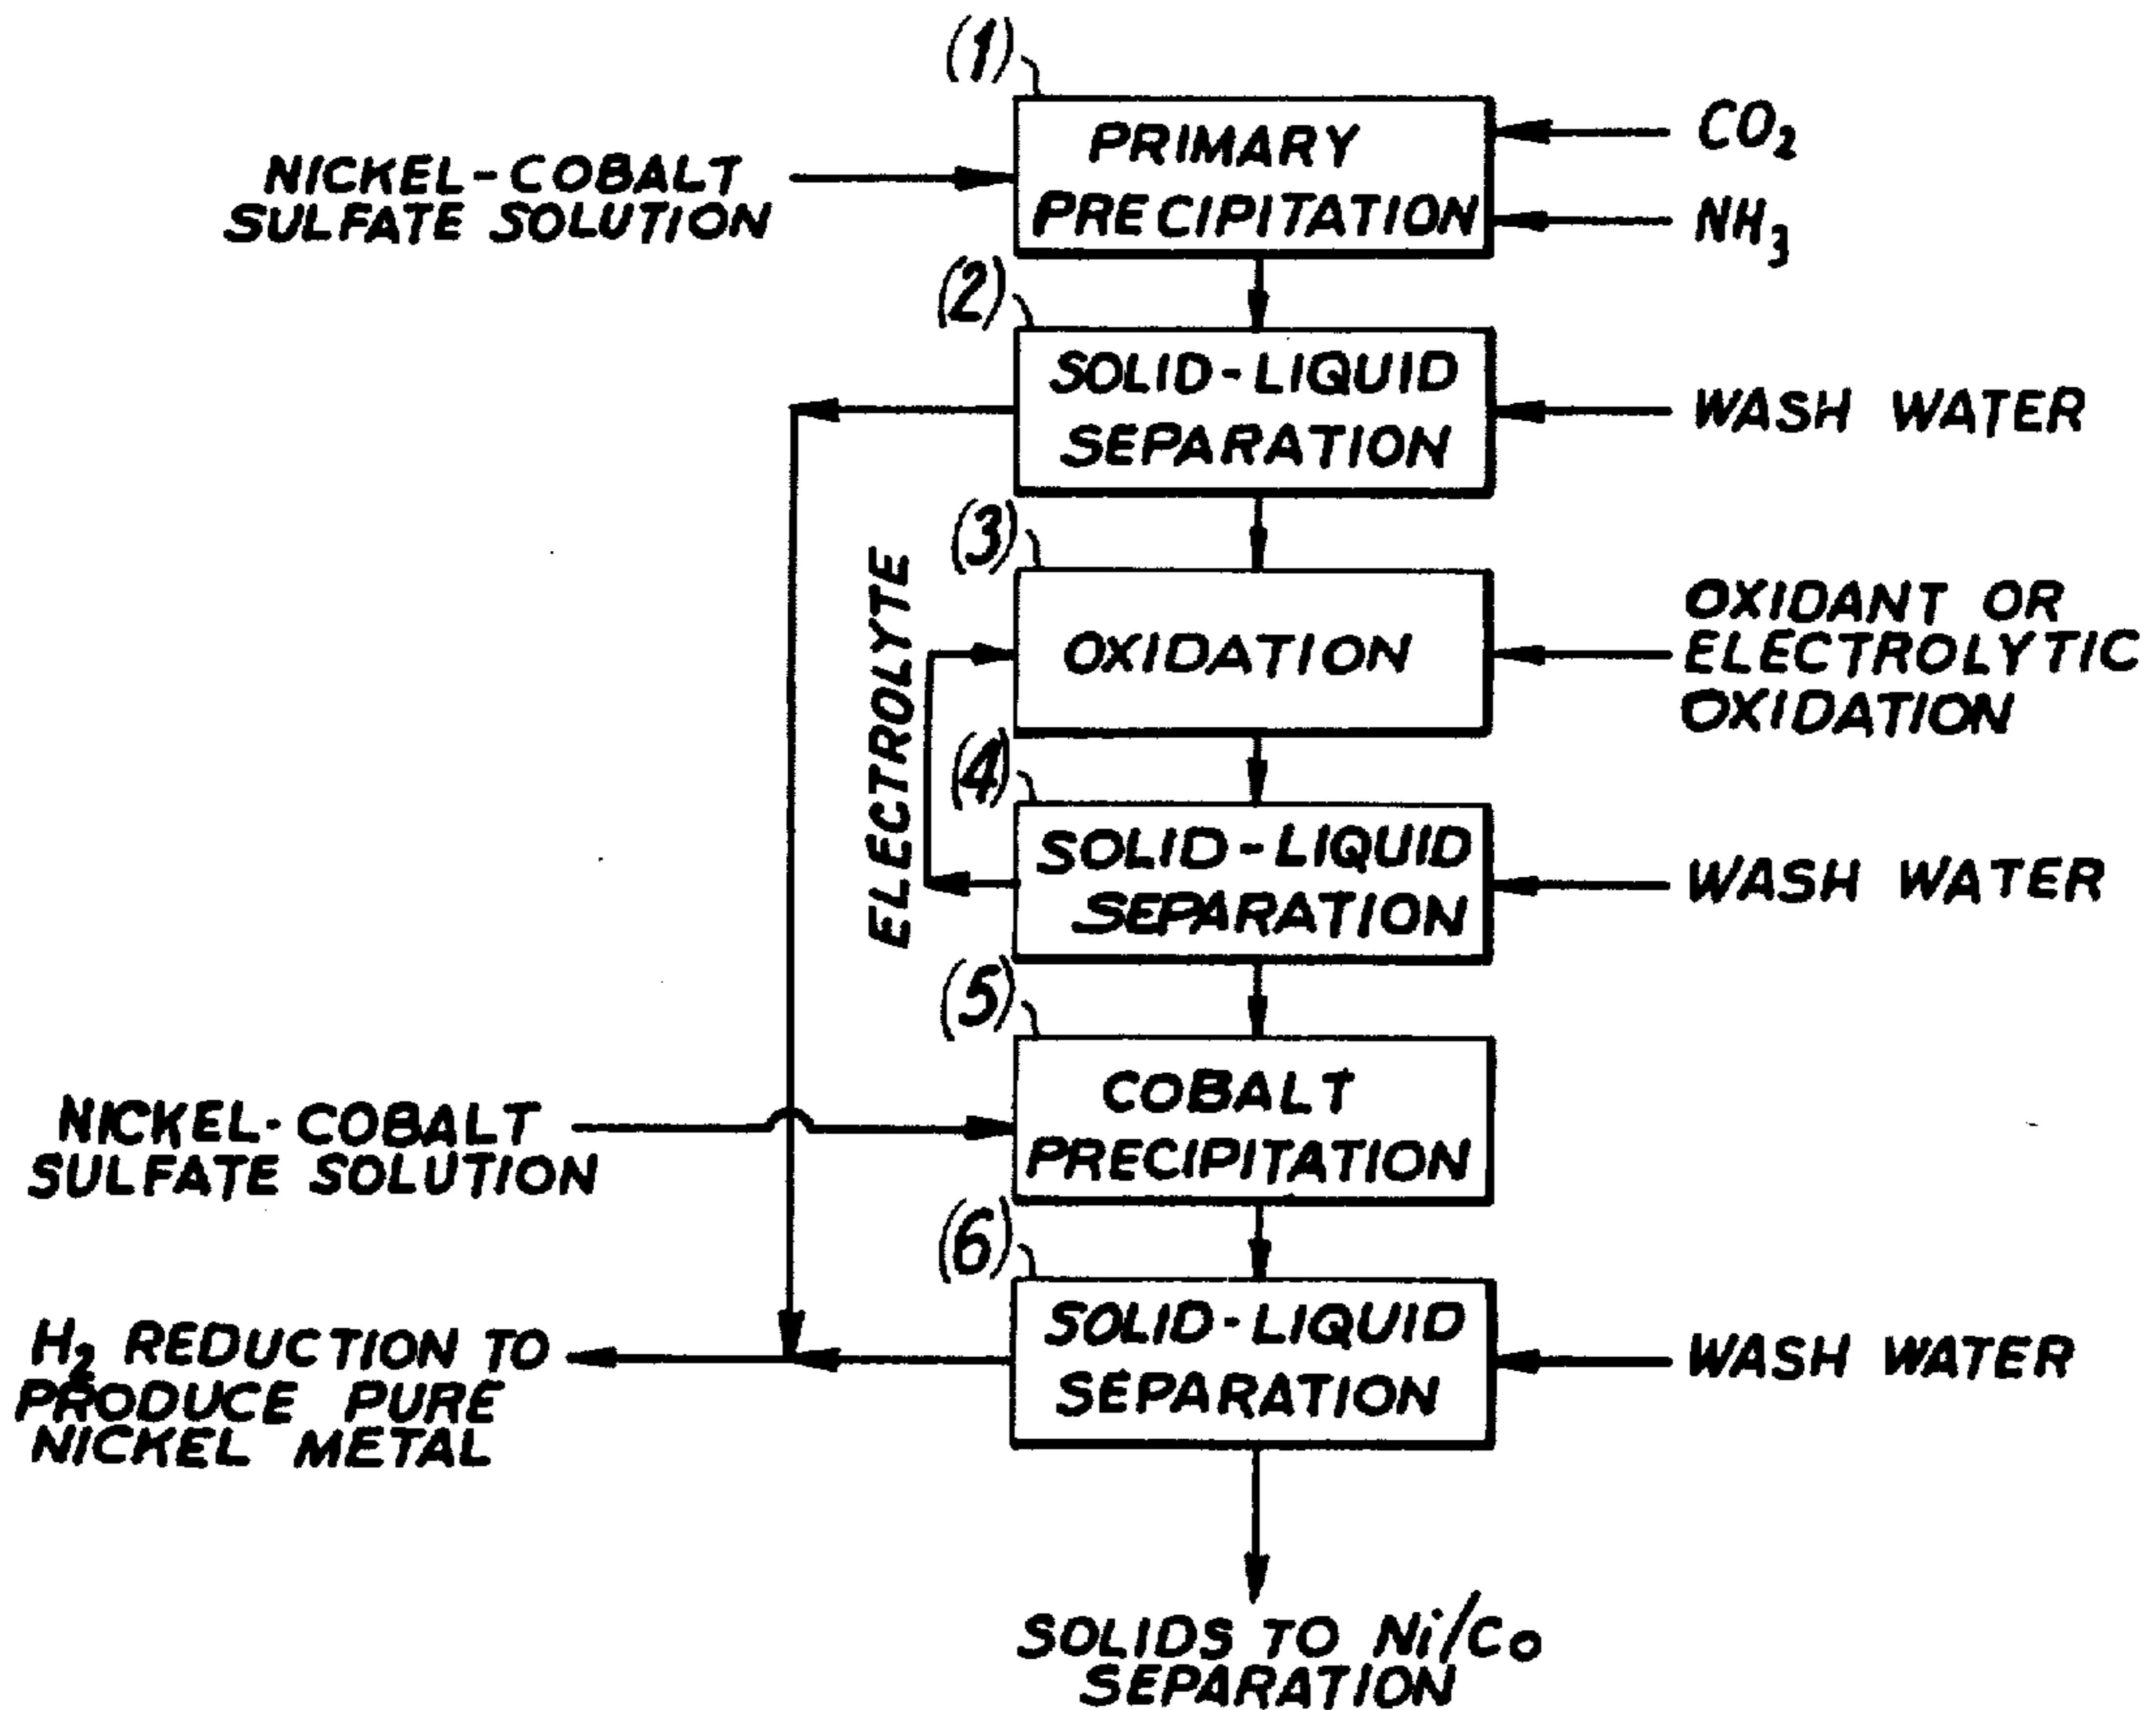 (1)
PRIMARY
PRECIPITATION
CO2
NH3
NICKEL-COBALT
SULFATE SOLUTION
(2)
SOLID-LIQUID
SEPARATION
WASH WATER
(3)
OXIDATION
OXIDANT OR
ELECTROLYTIC
OXIDATION
ELECTROLYTE
(4)
SOLID-LIQUID
SEPARATION
WASH WATER
(5)
COBALT
PRECIPITATION
NICKEL-COBALT
SULFATE SOLUTION
(6)
SOLID-LIQUID
SEPARATION
WASH WATER
H2 REDUCTION TO
PRODUCE PURE
NICKEL METAL
SOLIDS TO Ni/Co
SEPARATION